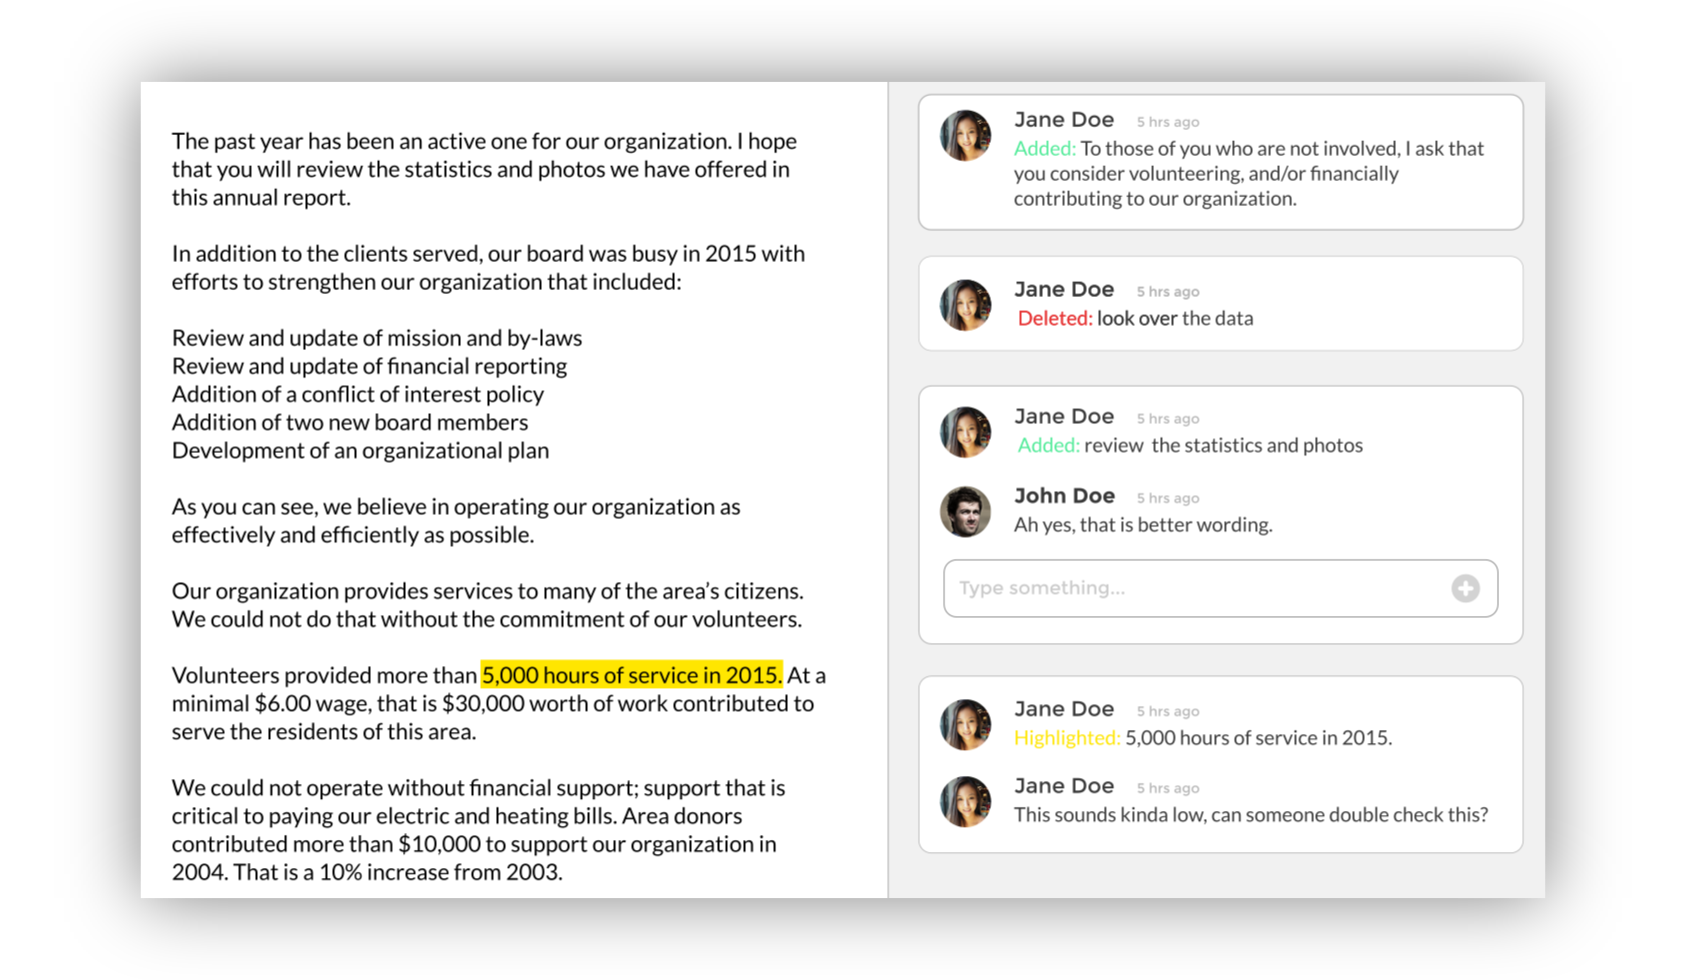 The past year has been an active one for our organization. I hope
that you will review the statistics and photos we have offered in
this annual report.
In addition to the clients served, our board was busy in 2015 with
efforts to strengthen our organization that included:
Review and update of mission and by-laws
Review and update of financial reporting
Addition of a conflict of interest policy
Addition of two new board members
Development of an organizational plan
As you can see, we believe in operating our organization as
effectively and efficiently as possible.
Our organization provides services to many of the area’s citizens.
We could not do that without the commitment of our volunteers.
Volunteers provided more than 5,000 hours of service in 2015. At a
minimal $6.00 wage, that is $30,000 worth of work contributed to
serve the residents of this area.
We could not operate without financial support; support that is
critical to paying our electric and heating bills. Area donors
contributed more than $10,000 to support our organization in
2004. That is a 10% increase from 2003.
Jane Doe 5 hrs ago
Added: To those of you who are not involved, I ask that
you consider volunteering, and/or financially
contributing to our organization.
Jane Doe 5 hrs ago
Deleted: look over the data
Jane Doe 5 hrs ago
Added: review the statistics and photos
John Doe 5 hrs ago
Ah yes, that is better wording.
Type something...
Jane Doe 5 hrs ago
Highlighted: 5,000 hours of service in 2015.
Jane Doe 5 hrs ago
This sounds kinda low, can someone double check this?